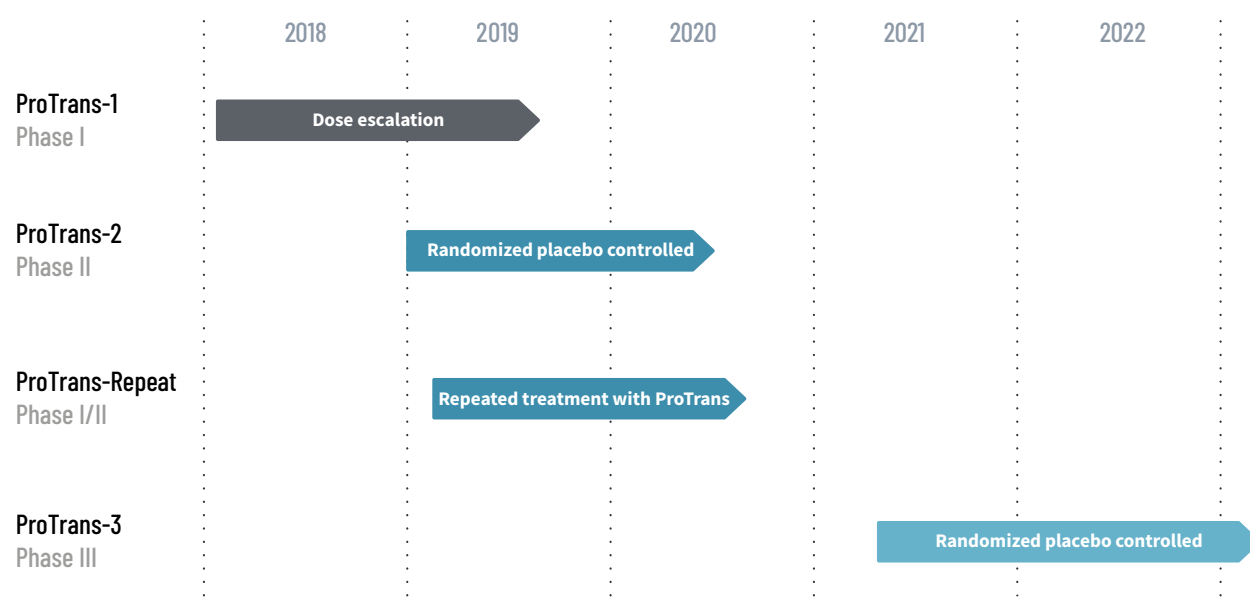 2018 2019 2020 2021 2022
ProTrans-1
Phase I
Dose escalation
ProTrans-2
Phase II
Randomized placebo controlled
ProTrans-Repeat
Phase I/II
Repeated treatment with ProTrans
ProTrans-3
Phase III
Randomized placebo controlled